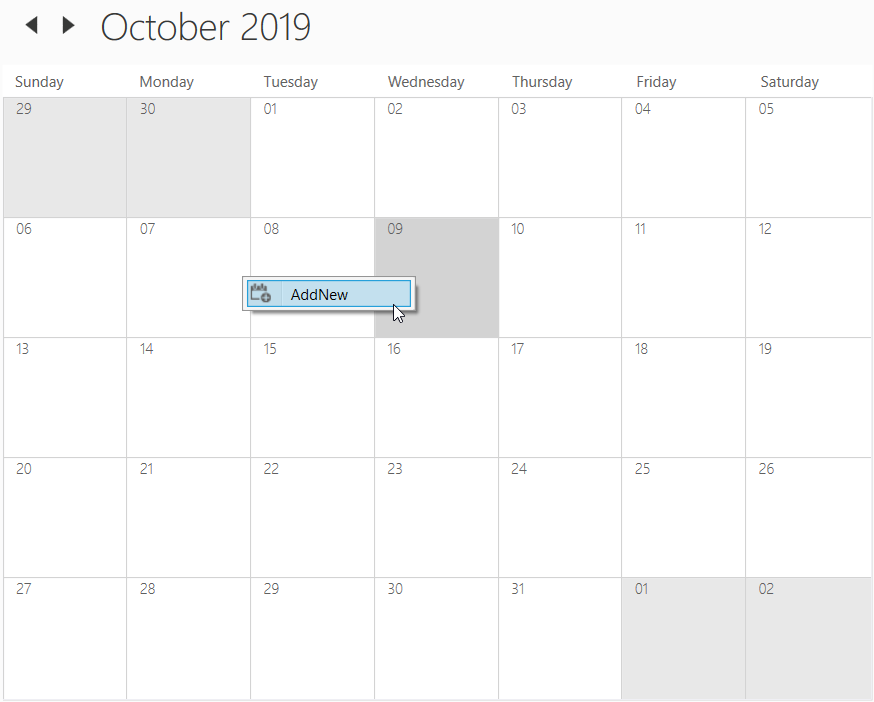 October 2019
Sunday Monday Tuesday Wednesday Thursday Friday Saturday
29 30 01 02 03 04 05
06 07 08 09 10 11 12
AddNew
13 14 15 16 17 18 19
20 21 22 23 24 25 26
27 28 29 30 31 01 02